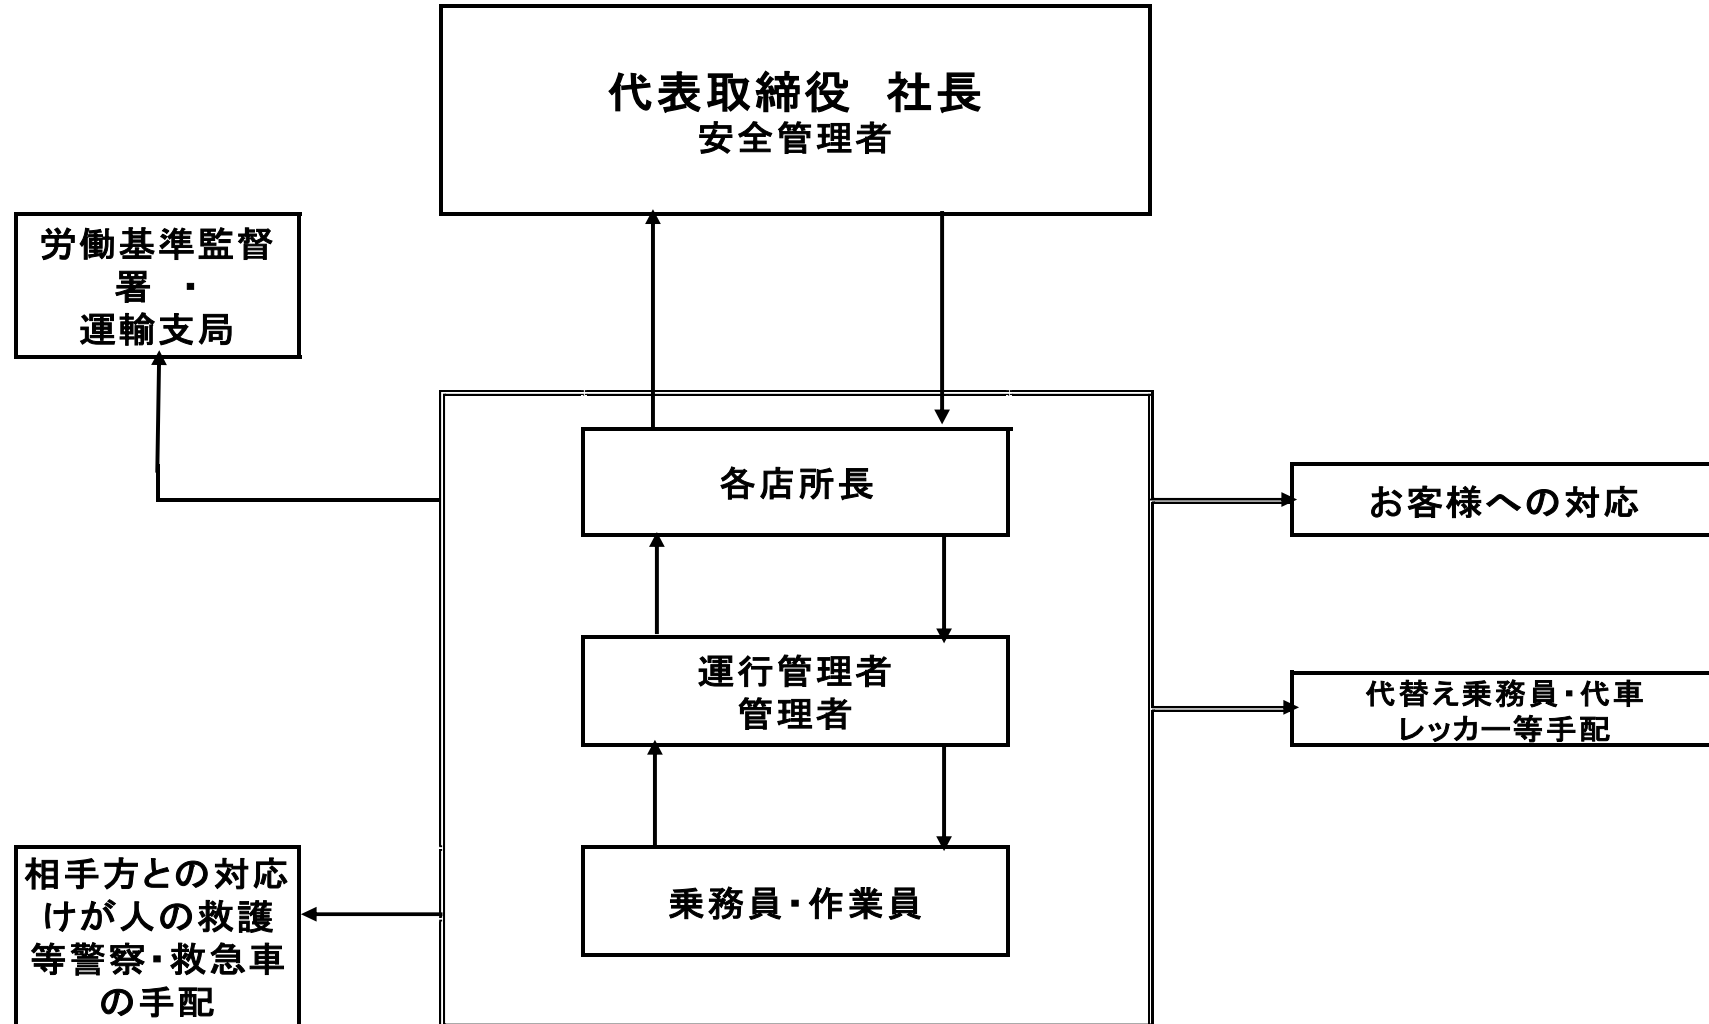 代表取締役　社長
安全管理者
労働基準監督
署　・
運輸支局
各店所長
お客様への対応
運行管理者
管理者
代替え乗務員・代車
レッカー等手配
相手方との対応
けが人の救護
等警察・救急車
の手配
乗務員・作業員